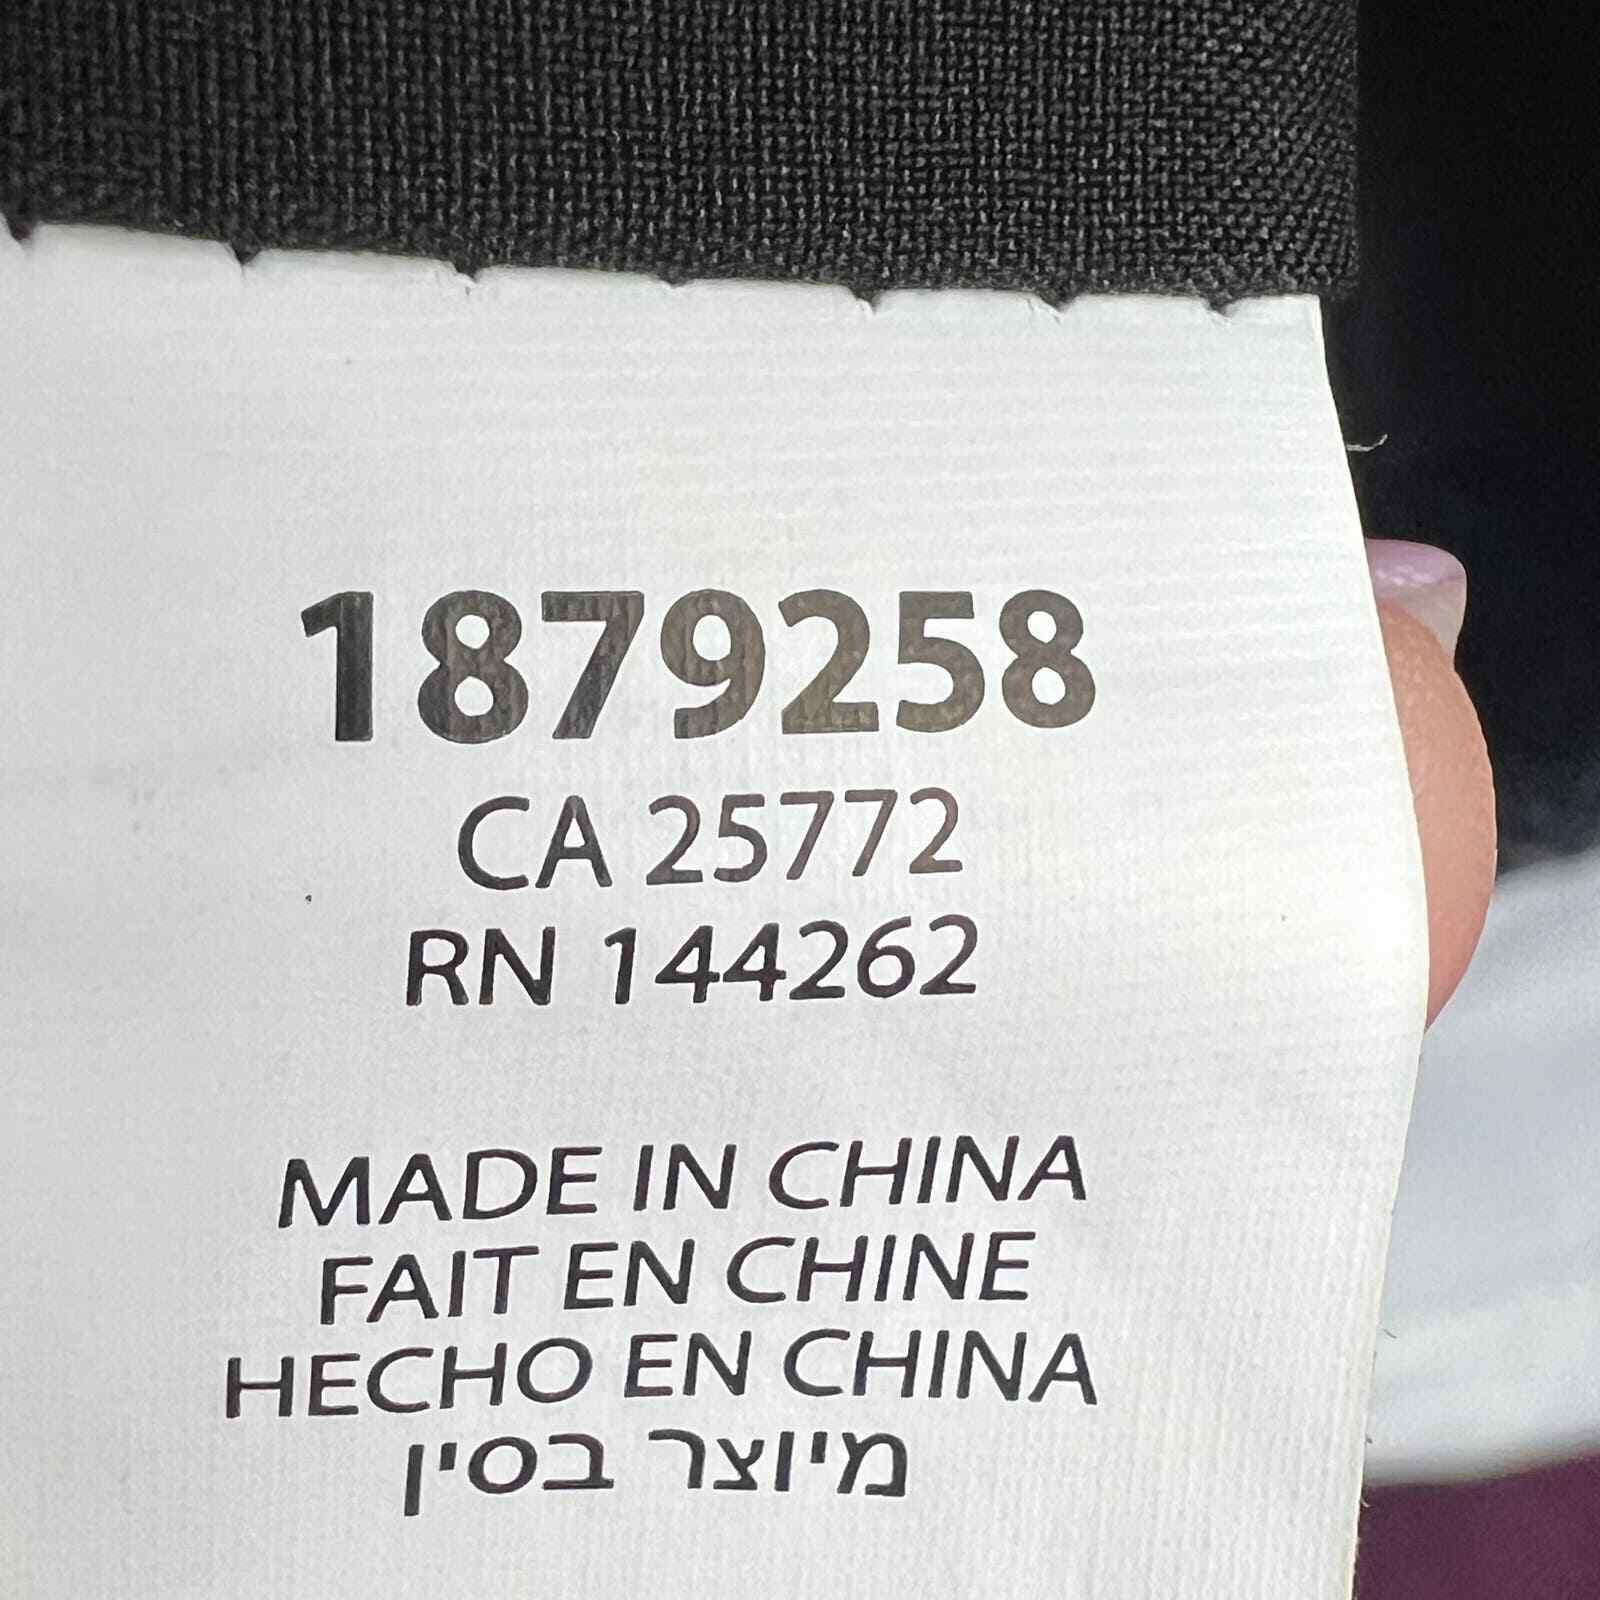 1879258
CA 25772
RN 144262
MADE IN CHINA
FAIT EN CHINE
HECHO EN CHINA
מיוצר בסין